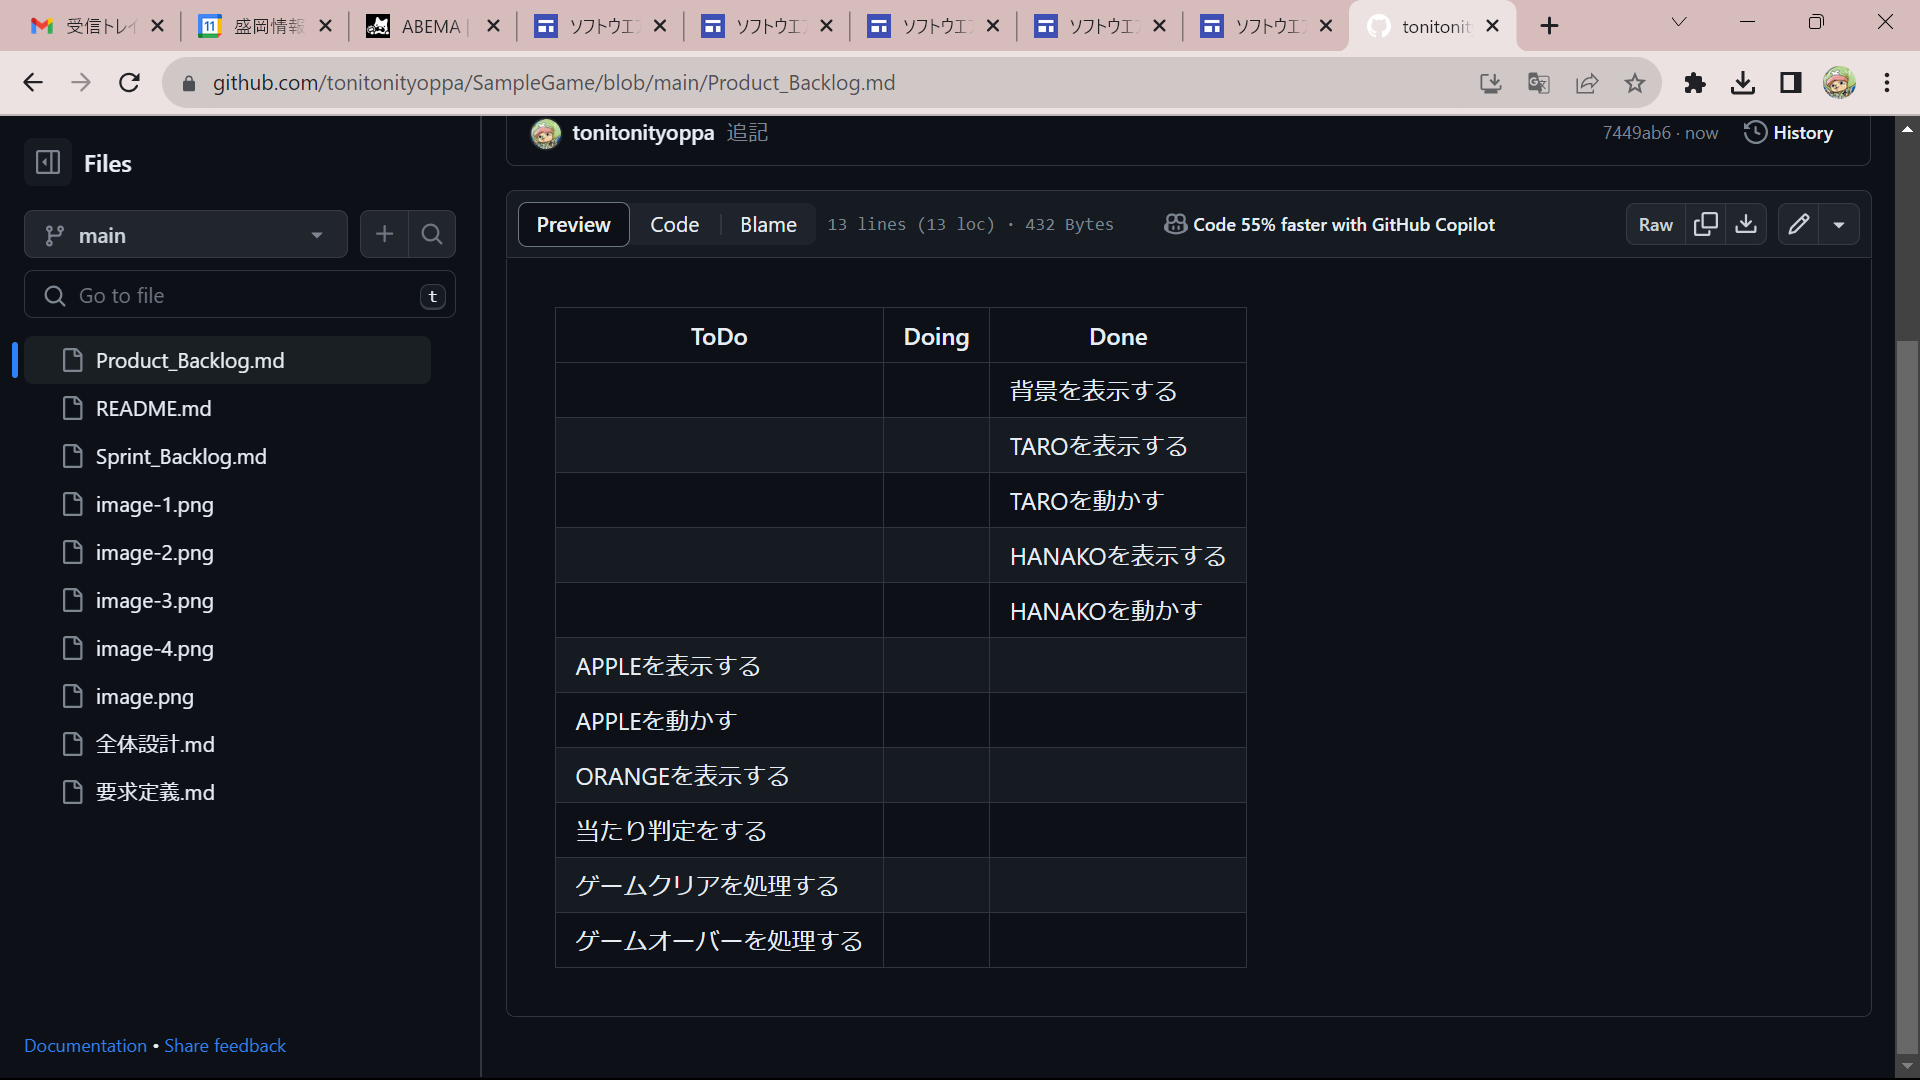 受信トレイ
盛岡情報
ABEMA |
ソフトウエア
ソフトウエア
ソフトウエア
ソフトウエア
ソフトウエア
tonitonit
github.com/tonitonityoppa/SampleGame/blob/main/Product_Backlog.md
Files
main
Go to file
t
Product_Backlog.md
README.md
Sprint_Backlog.md
image-1.png
image-2.png
image-3.png
image-4.png
image.png
全体設計.md
要求定義.md
Documentation • Share feedback
tonitonityoppa 追記
7449ab6 · now
History
Preview
Code
Blame
13 lines (13 loc) · 432 Bytes
Code 55% faster with GitHub Copilot
Raw
ToDo Doing Done
背景を表示する
TAROを表示する
TAROを動かす
HANAKOを表示する
HANAKOを動かす
APPLEを表示する
APPLEを動かす
ORANGEを表示する
当たり判定をする
ゲームクリアを処理する
ゲームオーバーを処理する